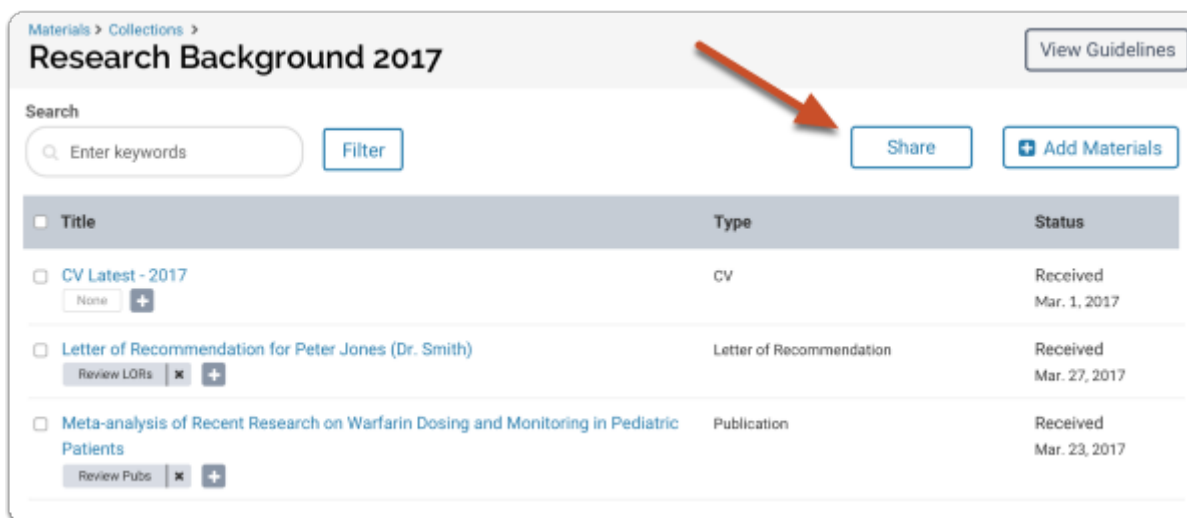 Materials > Collections >
Research Background 2017
View Guidelines
Search
Enter keywords
Filter
Share
Add Materials
Title Type Status
CV Latest - 2017 CV Received
None Mar. 1, 2017
Letter of Recommendation for Peter Jones (Dr. Smith) Letter of Recommendation Received
Review LORs Mar. 27, 2017
Meta-analysis of Recent Research on Warfarin Dosing and Monitoring in Pediatric Publication Received
Patients Mar. 23, 2017
Review Pubs